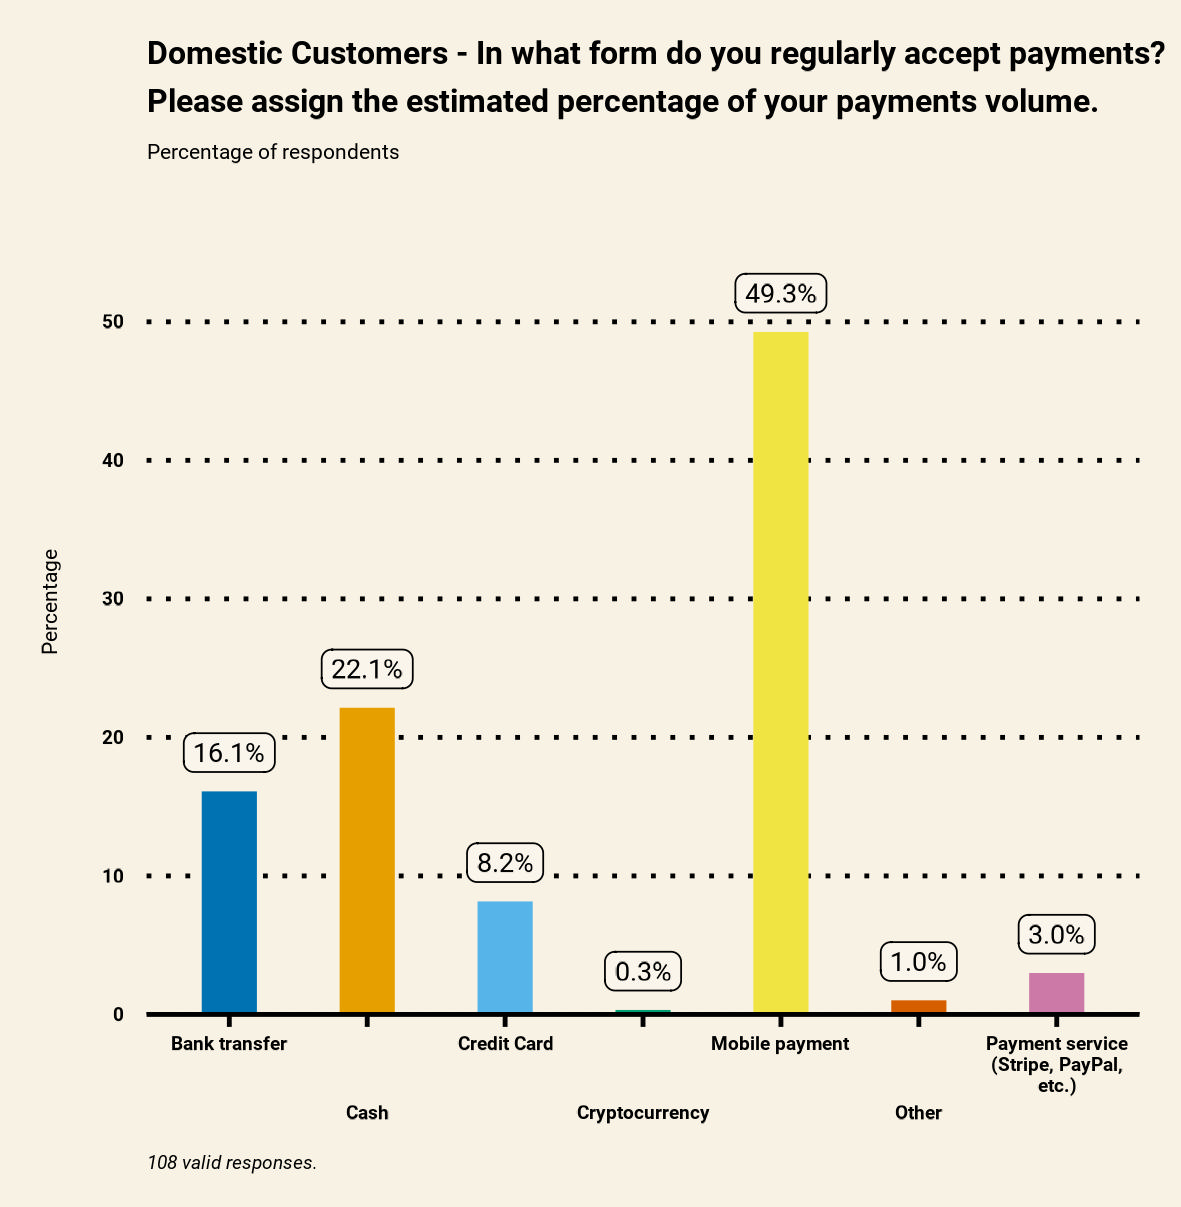 Domestic Customers - In what form do you regularly accept payments?
Please assign the estimated percentage of your payments volume.
Percentage of respondents
49.3%
50
40
30
Percentage
22.1%
20
16.1%
8.2%
10
3.0%
1.0%
0.3%
0
Bank transfer
Credit Card
Mobile payment
Payment service
(Stripe, PayPal,
etc.)
Cash
Cryptocurrency
Other
108 valid responses.